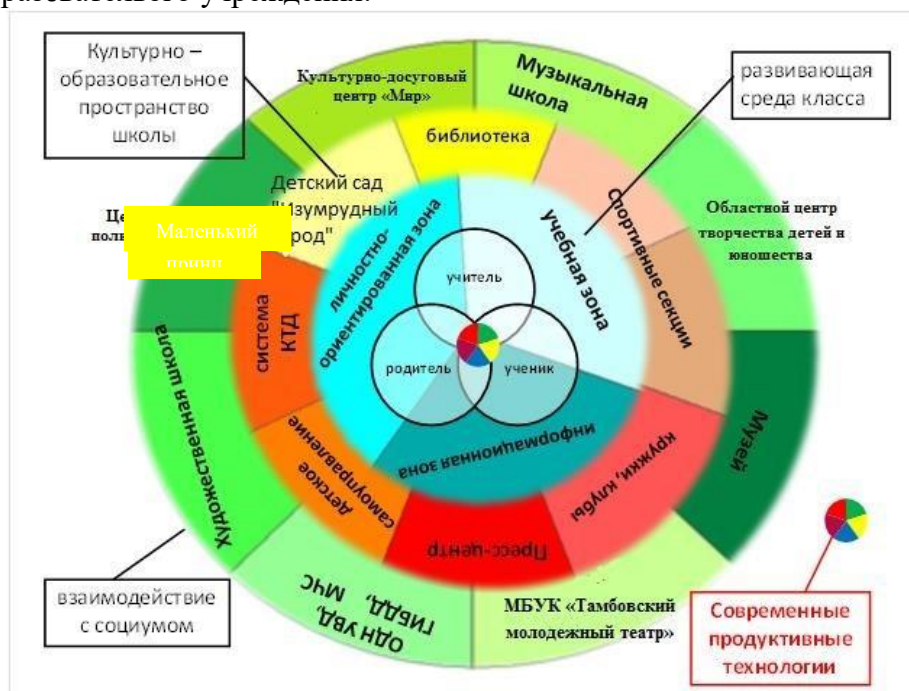 Культурно –
образовательное
пространство
школы
Культурно-досуговый
центр «Мир»
Музыкальная
школа
развивающая
среда класса
библиотека
Детский сад
"Изумрудный
город"
Маленький
принц
личностно-
ориентированная зона
учебная зона
Спортивные секции
Областной центр
творчества детей и
юношества
учитель
родитель
ученик
система
КТД
информационная зона
Художественная школа
детское
самоуправление
Пресс-центр
кружки, клубы
Музей
ОДН УВД,
ГИБДД, МЧС
МБУК «Тамбовский
молодежный театр»
взаимодействие
с социумом
Современные
продуктивные
технологии